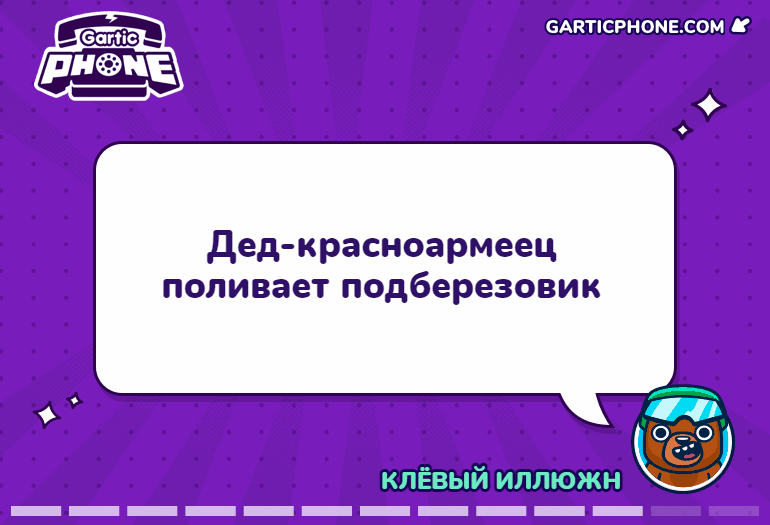 Gartic
PHONE
GARTICPHONE.COM
Дед-красноармеец
поливает подберезовик
КЛЁВЫЙ ИЛЛЮЖН